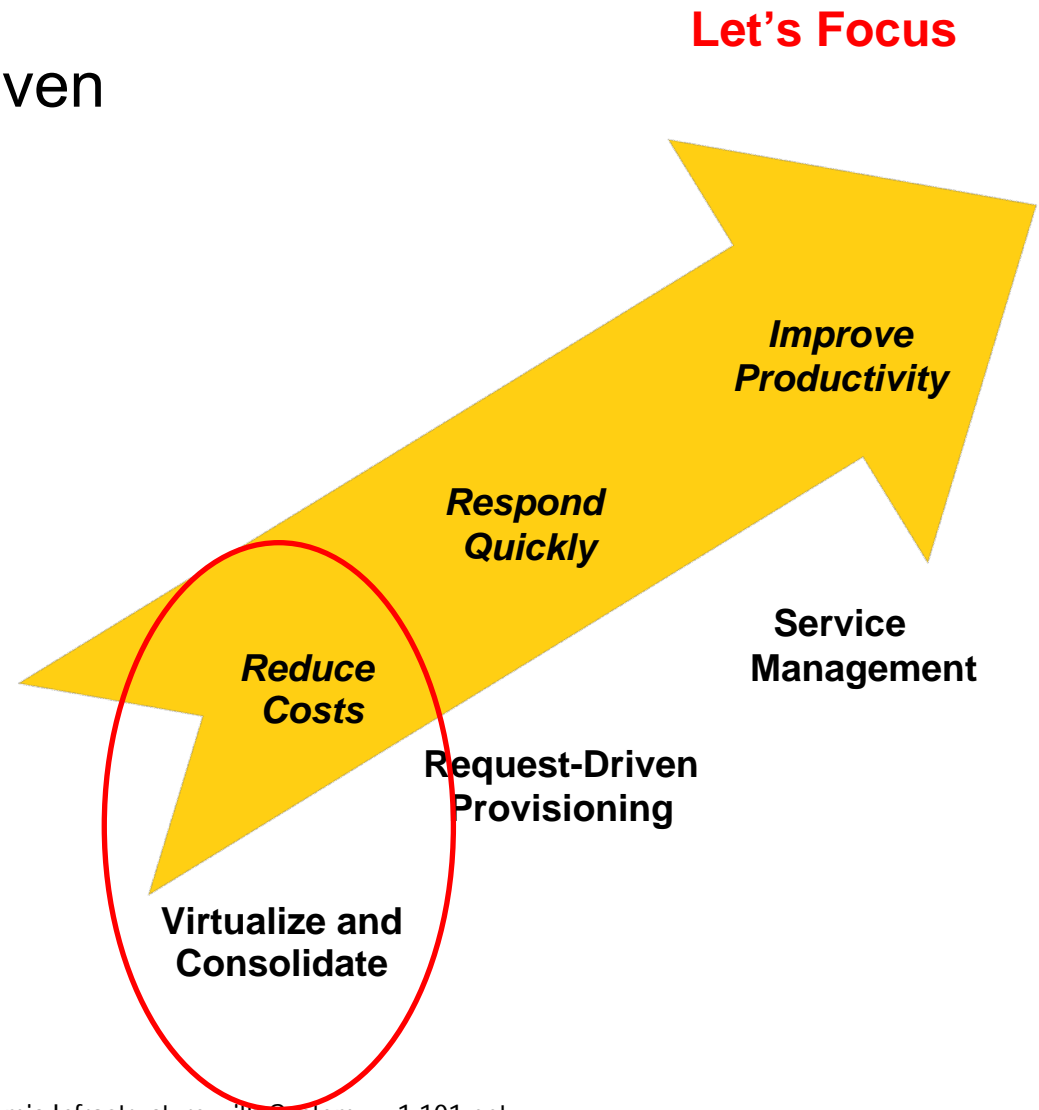 Let's Focus
ven
Improve
Productivity
Respond
Quickly
Service
Management
Reduce
Costs
Request-Driven
Provisioning
Virtualize and
Consolidate